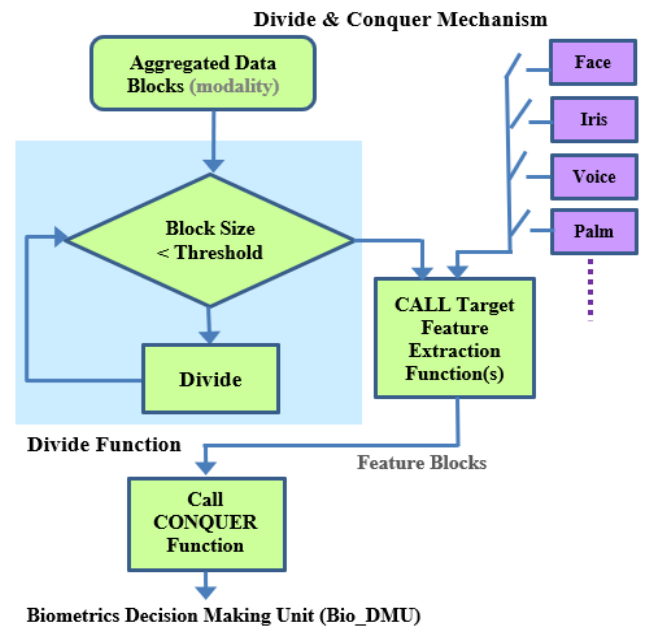 Divide & Conquer Mechanism
Aggregated Data
Blocks (modality)
Face
Iris
Voice
Palm
Block Size
< Threshold
CALL Target
Feature
Extraction
Function(s)
Divide
Divide Function
Feature Blocks
Call
CONQUER
Function
Biometrics Decision Making Unit (Bio_DMU)